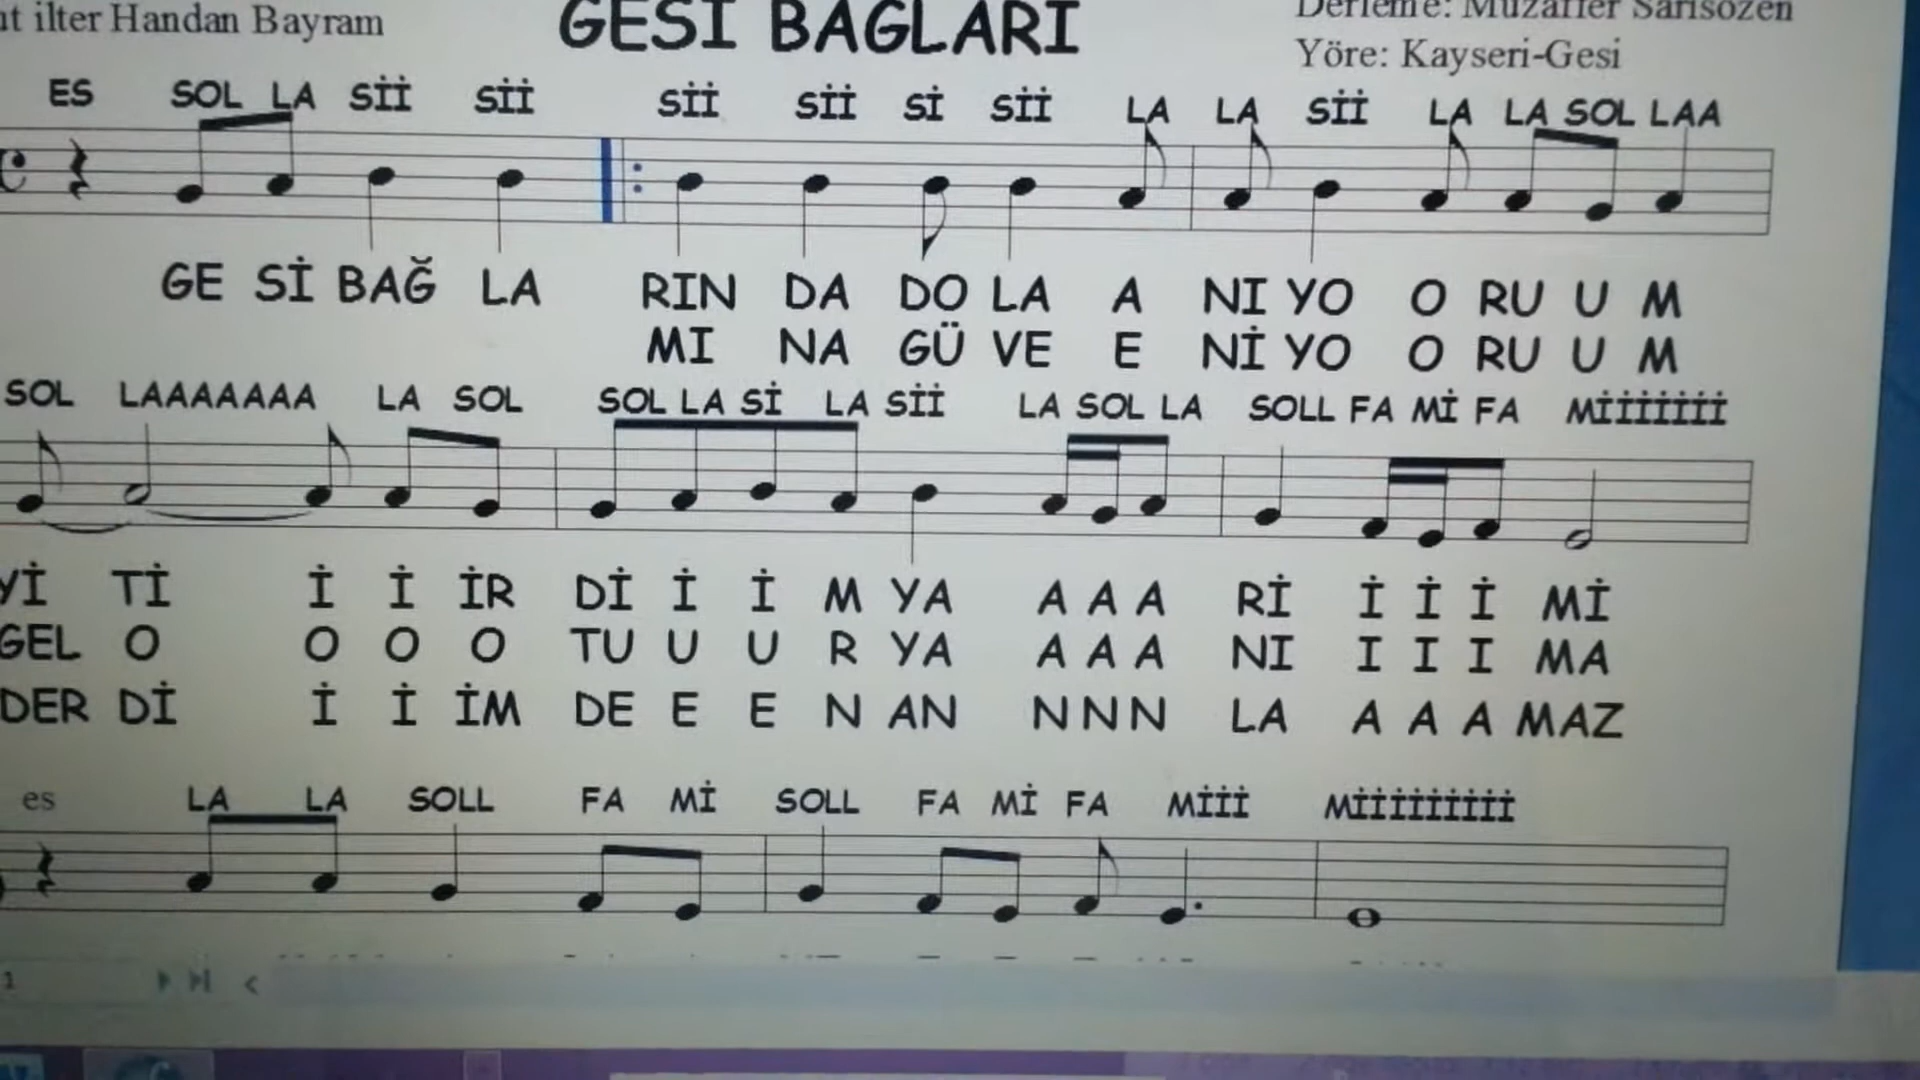 ilter Handan Bayram
GESİ BAĞLARI
Derleme: Muzaffer Sarısözen
Yöre: Kayseri-Gesi
ES SOL LA Sİİ Sİİ Sİİ Sİİ Sİ Sİİ LA LA Sİİ LA LA SOL LAA
GE Sİ BAĞ LA RIN DA DO LA A NI YO O RU U M
MI NA GÜ VE E Nİ YO O RU U M
SOL LAAAAAAA LA SOL SOL LA Sİ LA Sİİ LA SOL LA SOLL FA Mİ FA Mİİİİİİİ
Yİ Tİ İ İ İR Dİ İ İ M YA A A A Rİ İ İ İ Mİ
GEL O O O O TU U U R YA A A A NI I I I MA
DER Dİ İ İ İM DE E E N AN N N N LA A A A MAZ
es LA LA SOLL FA Mİ SOLL FA Mİ FA Mİİİ Mİİİİİİİİİ
1